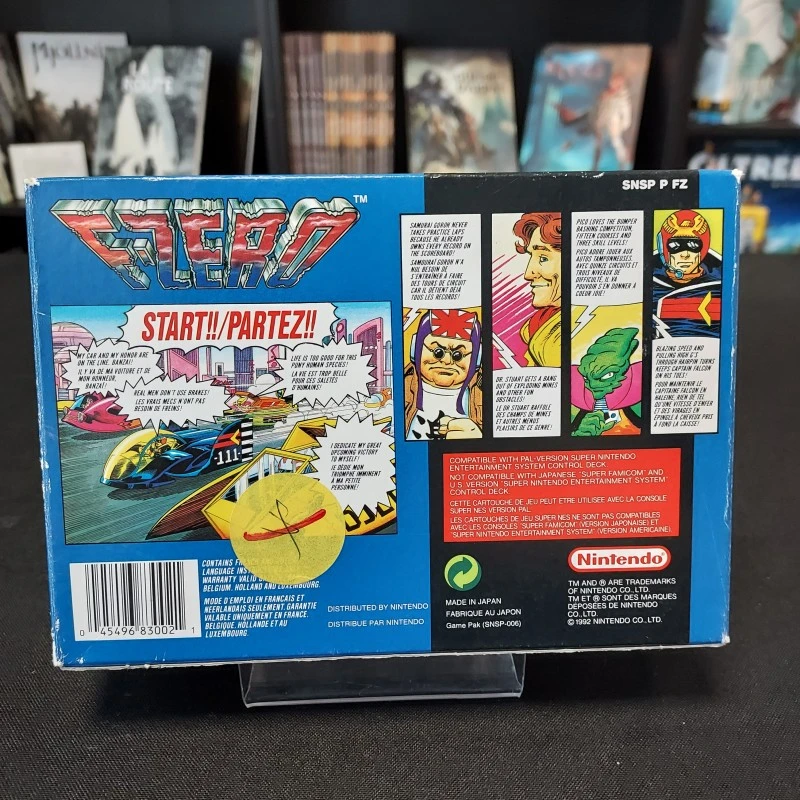 SNSP P FZ
F-ZERO™
START!!/PARTEZ!!
MY CAR AND MY HONOR ARE
ON THE LINE. BANZAI!
IL Y VA DE MA VOITURE ET DE
MON HONNEUR,
BANZAI!
REAL MEN DON'T USE BRAKES!
LES VRAIS MECS N'ONT PAS
BESOIN DE FREINS!
LIFE IS TOO GOOD FOR THIS
PUNY HUMAN SPECIES!
LA VIE EST TROP BELLE
POUR CES SALETÉS
D'HUMAINS!
I DEDICATE MY GREAT
UPCOMING VICTORY
TO MYSELF!
JE DÉDIE MON
TRIOMPHE IMMINENT
À MA PETITE
PERSONNE!
111
SAMURAI GOROH NEVER
TAKES PRACTICE LAPS
BECAUSE HE ALREADY
OWNS EVERY RECORD ON
THE SCOREBOARD!
SAMOURAÏ GOROH N'A
NUL BESOIN DE
S'ENTRAÎNER À FAIRE
DES TOURS DE CIRCUIT
CAR IL DÉTIENT DÉJÀ
TOUS LES RECORDS!
DR. STUART GETS A BANG
OUT OF EXPLODING MINES
AND OTHER FUN
OBSTACLES!
LE DR STUART RAFFOLE
DES CHAMPS DE MINES
ET AUTRES MENUS
PLAISIRS DE CE GENRE!
PICO LOVES THE BUMPER
BASHING COMPETITION,
FIFTEEN COURSES AND
THREE SKILL LEVELS!
PICO ADORE JOUER AUX
AUTOS TAMPONNEUSES.
AVEC QUINZE CIRCUITS ET
TROIS NIVEAUX DE
DIFFICULTÉ, IL VA
POUVOIR S'EN DONNER À
COEUR JOIE!
BLAZING SPEED AND
PULLING HIGH G'S
THROUGH HAIRPIN TURNS
KEEPS CAPTAIN FALCON
ON HIS TOES!
POUR MAINTENIR LE
CAPITAINE FALCON EN
HALEINE, RIEN DE TEL
QU'UNE VITESSE D'ENFER
ET DES VIRAGES EN
ÉPINGLE À CHEVEUX PRIS
À FOND LA CAISSE!
COMPATIBLE WITH PAL-VERSION SUPER NINTENDO
ENTERTAINMENT SYSTEM CONTROL DECK
NOT COMPATIBLE WITH JAPANESE "SUPER FAMICOM" AND
U.S. VERSION "SUPER NINTENDO ENTERTAINMENT SYSTEM"
CONTROL DECK
CETTE CARTOUCHE DE JEU PEUT ETRE UTILISEE AVEC LA CONSOLE
SUPER NES VERSION PAL.
LES CARTOUCHES DE JEU SUPER NES NE SONT PAS COMPATIBLES
AVEC LES CONSOLES "SUPER FAMICOM" (VERSION JAPONAISE) ET
"SUPER NINTENDO ENTERTAINMENT SYSTEM" (VERSION AMERICAINE).
0 45496 83002 1
CONTAINS FRENCH AND
LANGUAGE INST
WARRANTY VALID
BELGIUM, HOLLAND AND LUXEMBOURG.
MODE D'EMPLOI EN FRANCAIS ET
NEERLANDAIS SEULEMENT. GARANTIE
VALABLE UNIQUEMENT EN FRANCE,
BELGIQUE, HOLLANDE ET AU
LUXEMBOURG.
DISTRIBUTED BY NINTENDO
DISTRIBUE PAR NINTENDO
MADE IN JAPAN
FABRIQUE AU JAPON
Game Pak (SNSP-006)
Nintendo®
TM AND ® ARE TRADEMARKS
OF NINTENDO CO., LTD.
TM ET ® SONT DES MARQUES
DEPOSÉES DE NINTENDO
CO., LTD.
© 1992 NINTENDO CO., LTD.